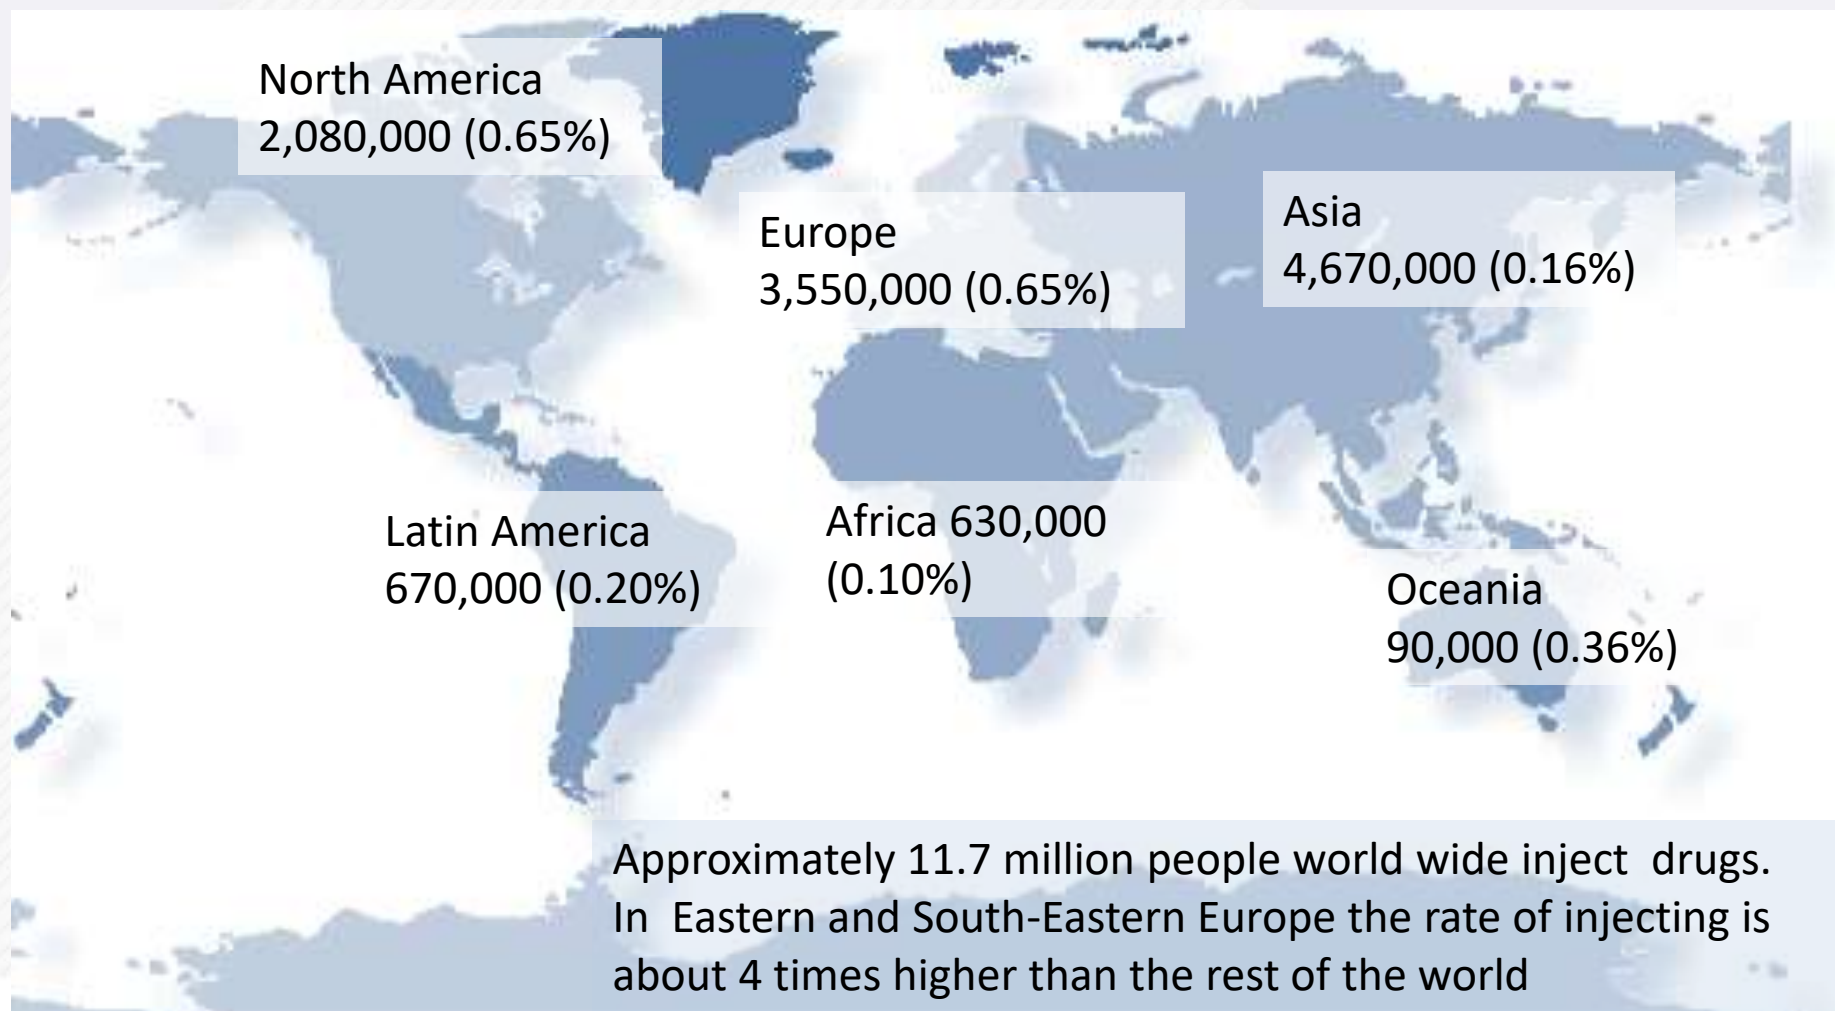 North America
2,080,000 (0.65%)
Europe
3,550,000 (0.65%)
Asia
4,670,000 (0.16%)
Latin America
670,000 (0.20%)
Africa 630,000
(0.10%)
Oceania
90,000 (0.36%)
Approximately 11.7 million people world wide inject  drugs.
In  Eastern and South-Eastern Europe the rate of injecting is
about 4 times higher than the rest of the world